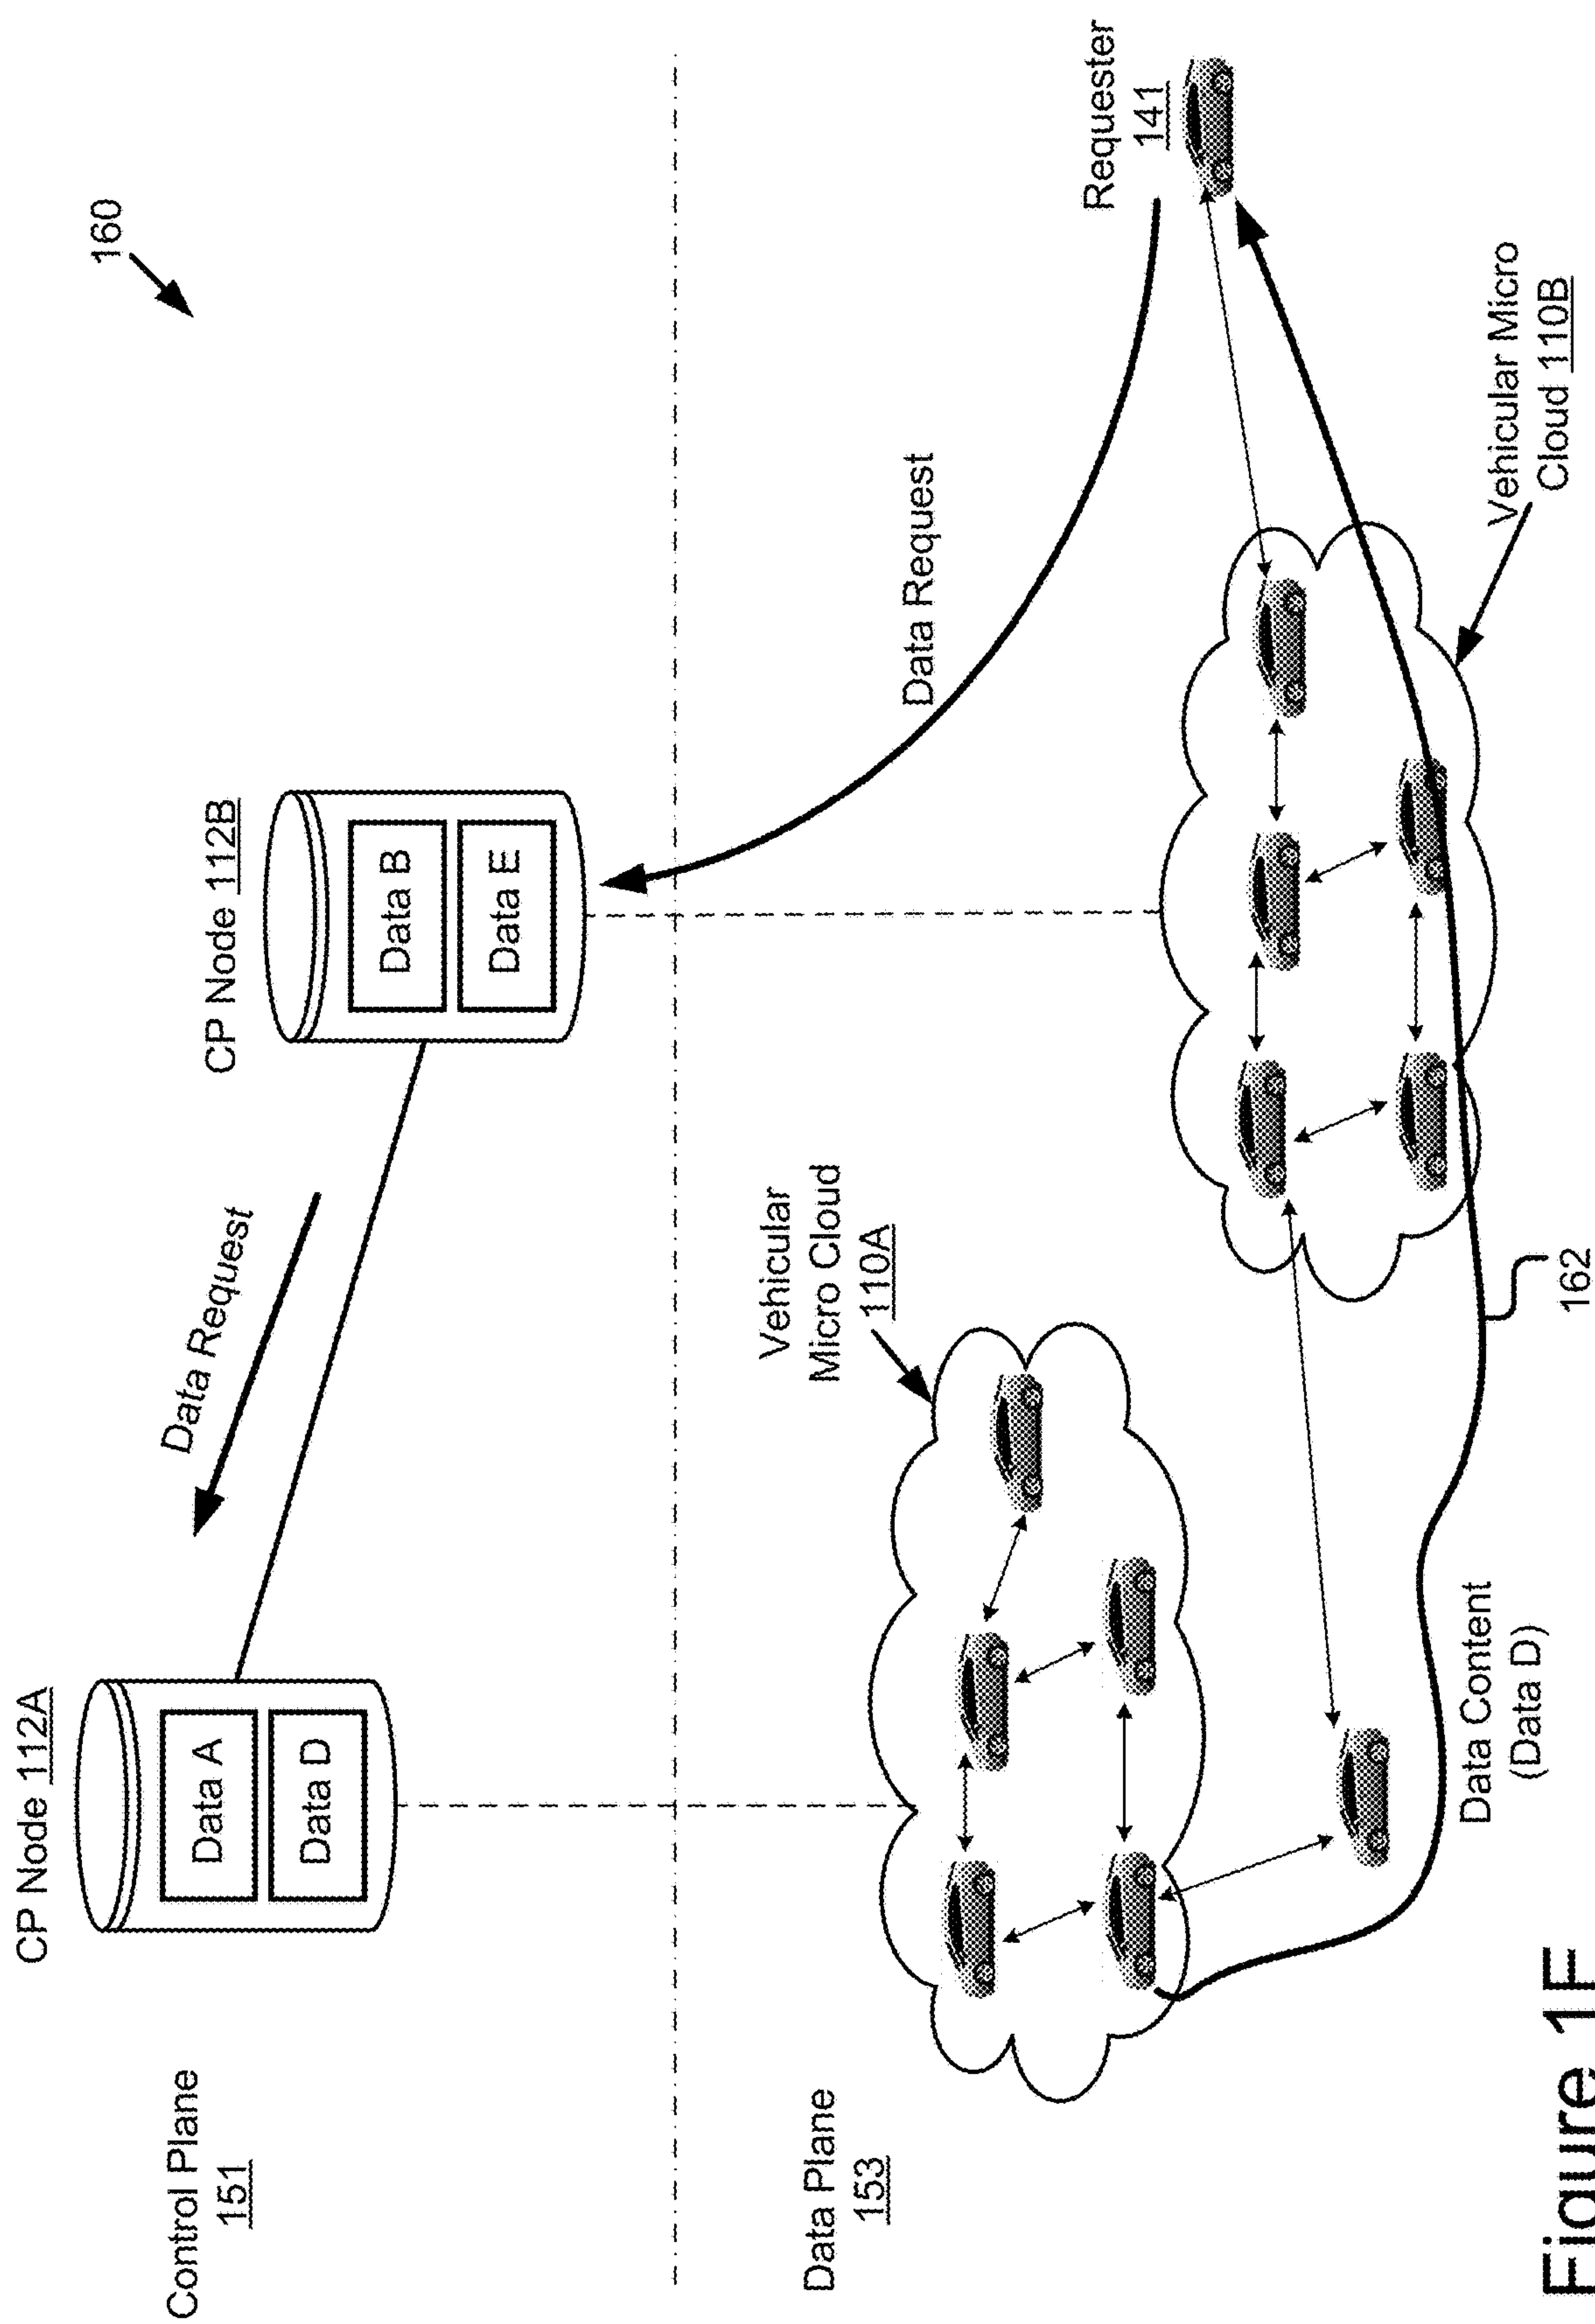 160
CP Node 112A
Data A
Data D
Data Request
CP Node 112B
Data B
Data E
Control Plane
151
Data Request
Data Plane
153
Vehicular
Micro Cloud
110A
Requester
141
Vehicular Micro
Cloud 110B
Data Content
(Data D)
162
Figure 1F